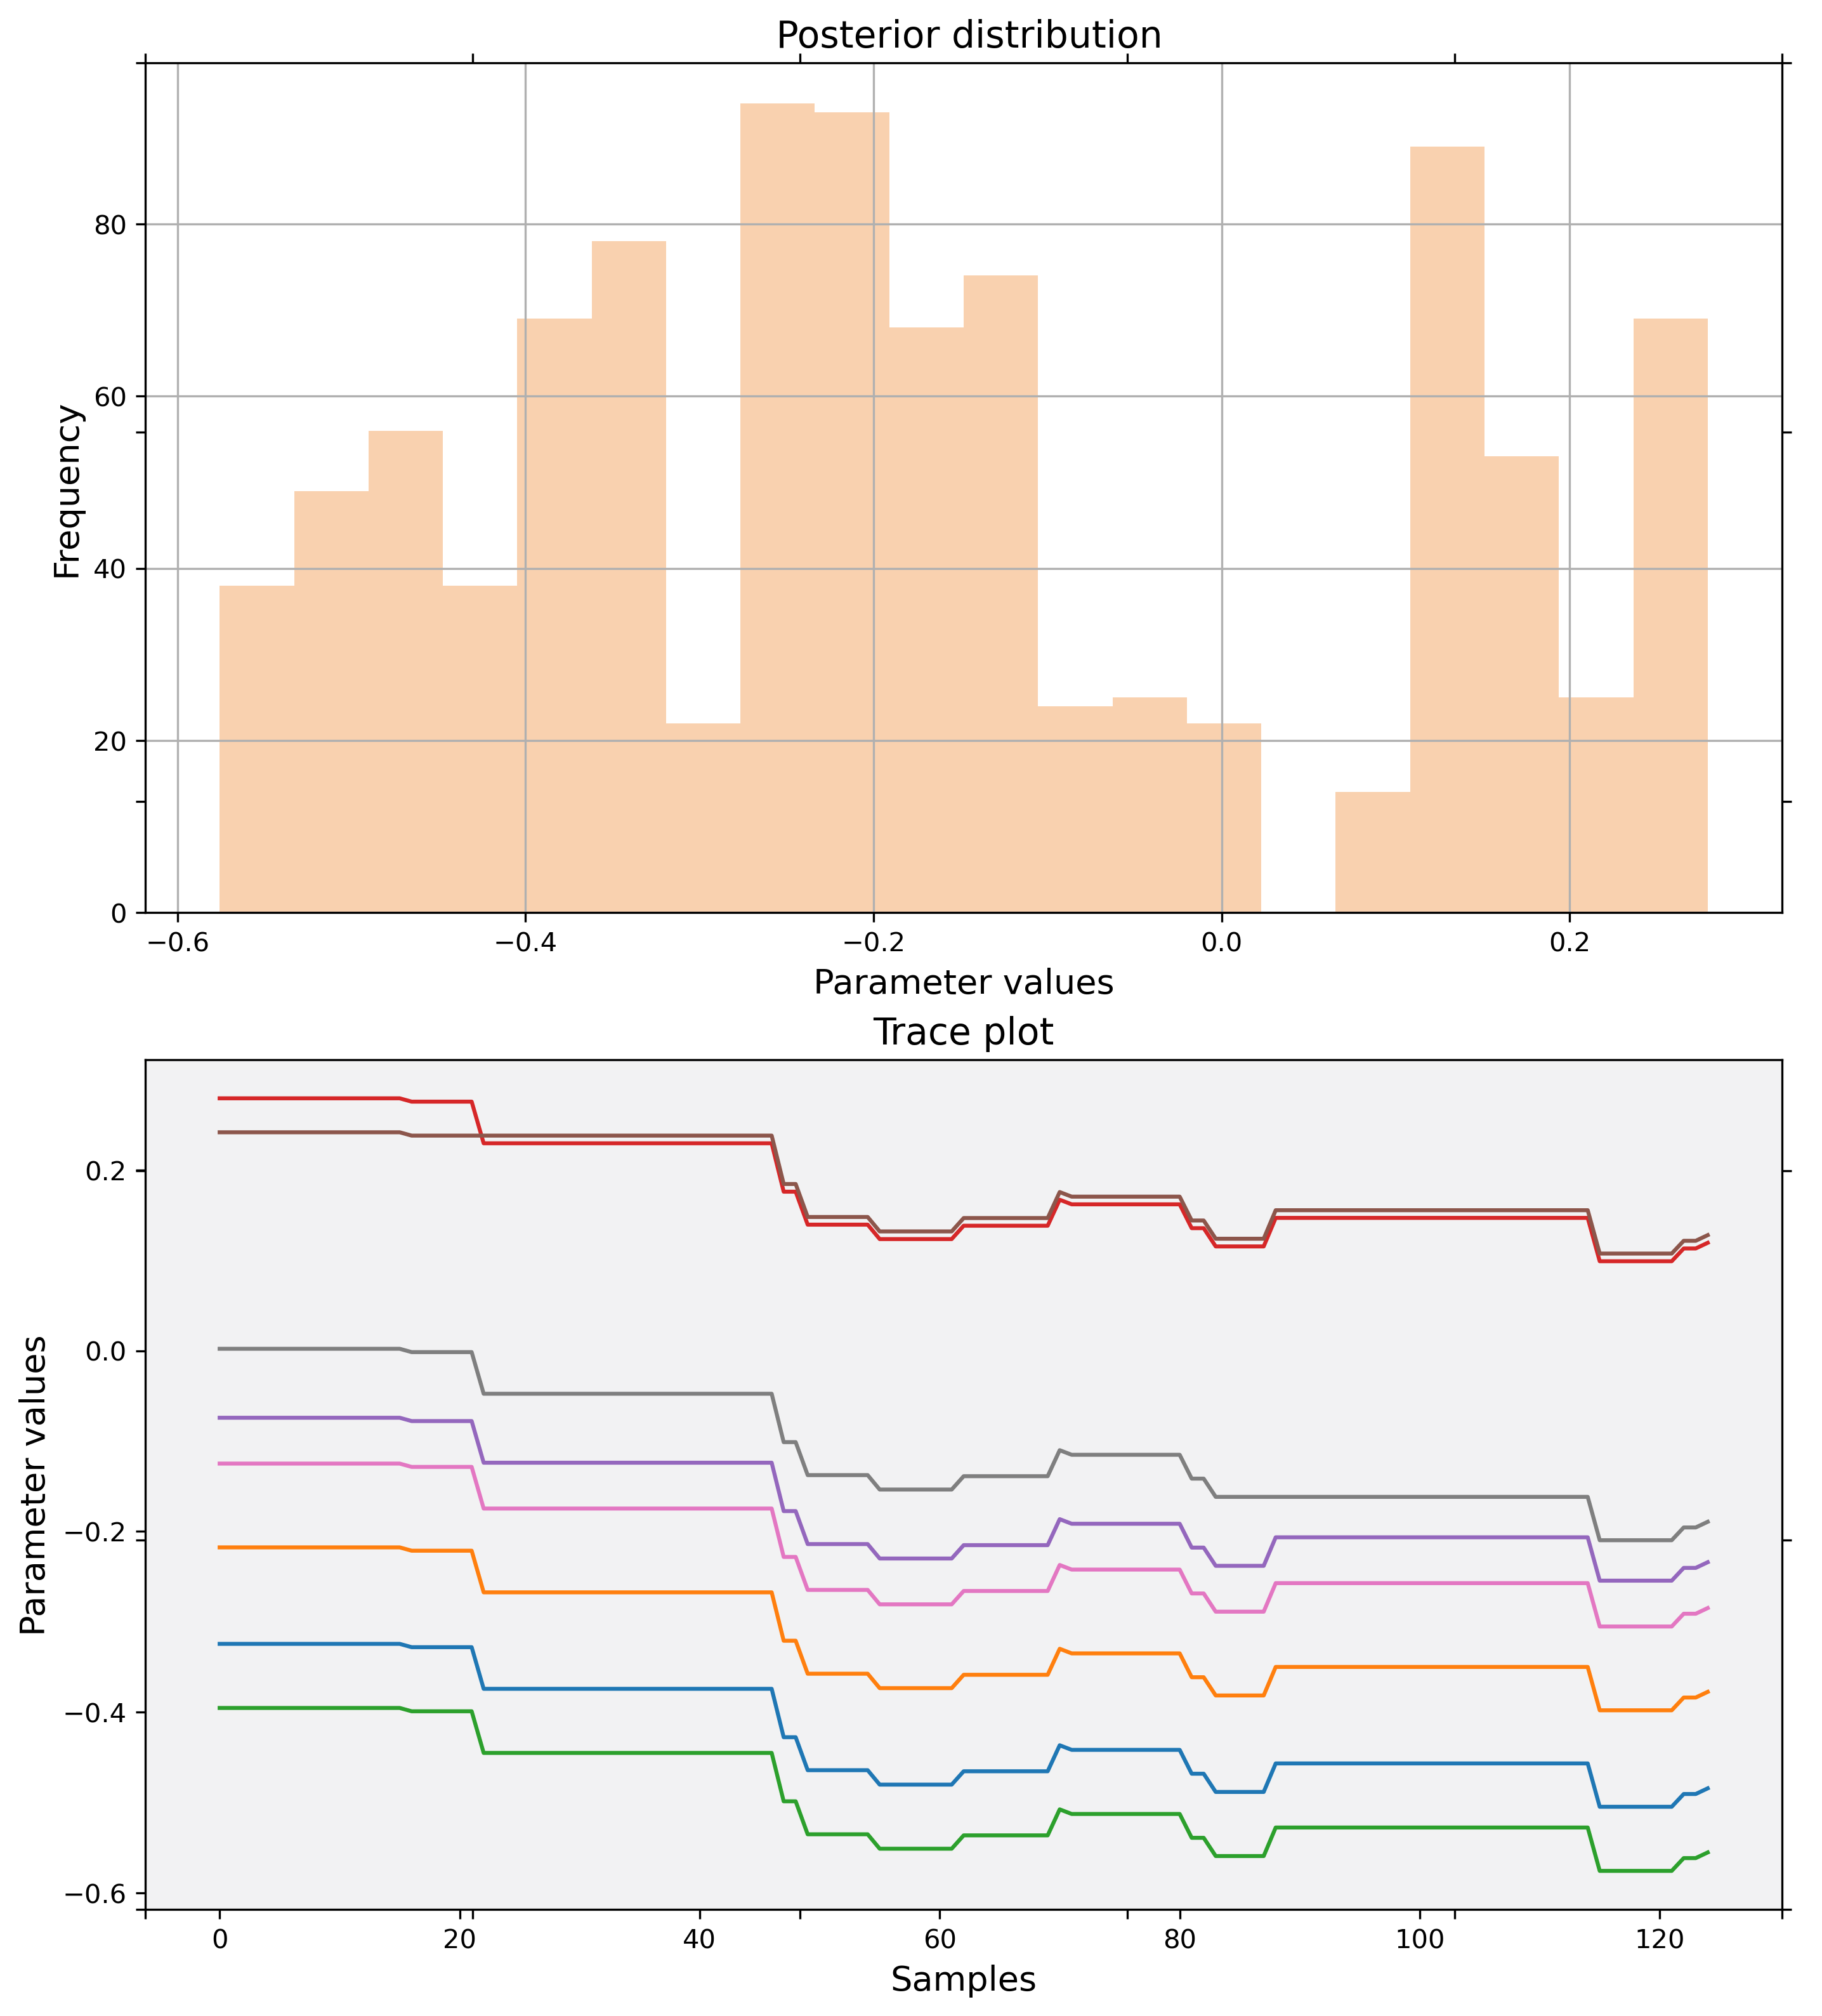 Posterior distribution
80
60
40
20
0
Frequency
−0.6 −0.4 −0.2 0.0 0.2
Parameter values
Trace plot
0.2
0.0
−0.2
−0.4
−0.6
Parameter values
0 20 40 60 80 100 120
Samples